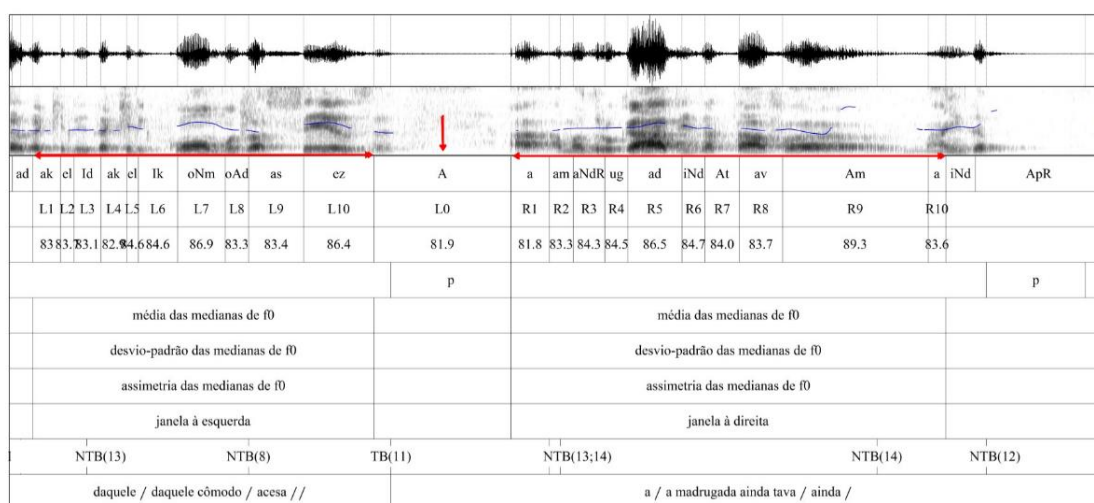 ad ak el Id ak el Ik oNm oAd as ez A a am aNdR ug ad iNd At av Am a iNd ApR
L1 L2 L3 L4 L5 L6 L7 L8 L9 L10 L0 R1 R2 R3 R4 R5 R6 R7 R8 R9 R10
83 83.7 83.1 82.9 84.6 84.6 86.9 83.3 83.4 86.4 81.9 81.8 83.3 84.3 84.5 86.5 84.7 84.0 83.7 89.3 83.6
p p
média das medianas de f0 média das medianas de f0
desvio-padrão das medianas de f0 desvio-padrão das medianas de f0
assimetria das medianas de f0 assimetria das medianas de f0
janela à esquerda janela à direita
NTB(13) NTB(8) TB(11) NTB(13;14) NTB(14) NTB(12)
daquele / daquele cômodo / acesa // a / a madrugada ainda tava / ainda /